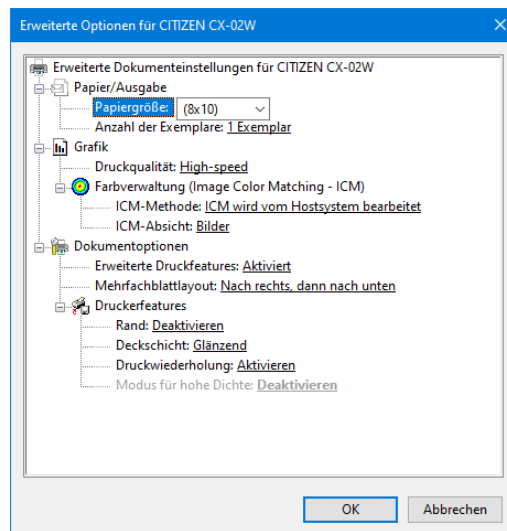 Erweiterte Optionen für CITIZEN CX-02W
Erweiterte Dokumenteinstellungen für CITIZEN CX-02W
Papier/Ausgabe
Papiergröße: (8x10)
Anzahl der Exemplare: 1 Exemplar
Grafik
Druckqualität: High-speed
Farbverwaltung (Image Color Matching - ICM)
ICM-Methode: ICM wird vom Hostsystem bearbeitet
ICM-Absicht: Bilder
Dokumentoptionen
Erweiterte Druckfeatures: Aktiviert
Mehrfachblattlayout: Nach rechts, dann nach unten
Druckerfeatures
Rand: Deaktivieren
Deckschicht: Glänzend
Druckwiederholung: Aktivieren
Modus für hohe Dichte: Deaktivieren
OK Abbrechen